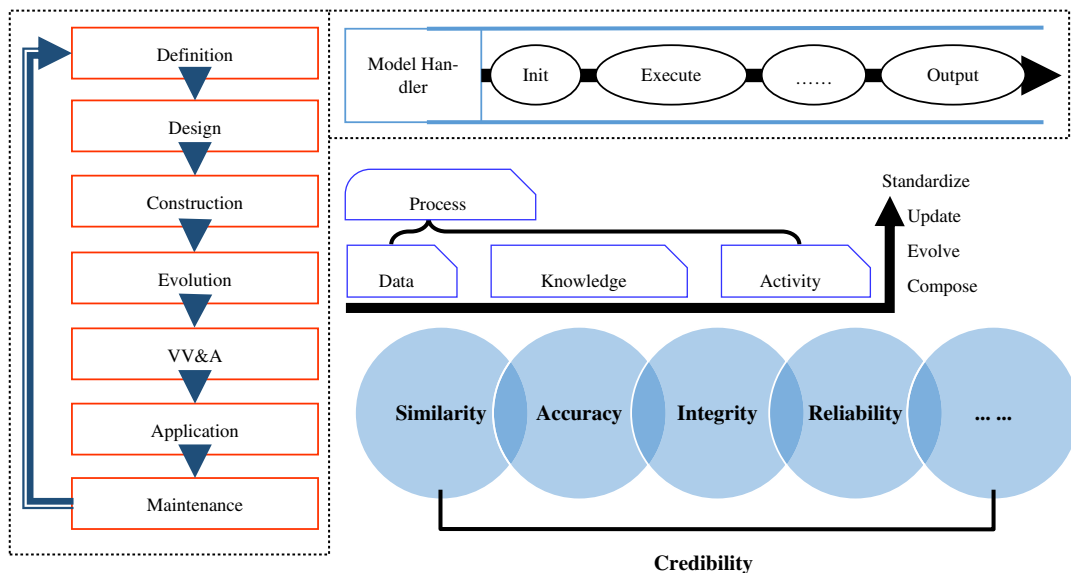 Definition
Design
Construction
Evolution
VV&A
Application
Maintenance
Model Han-
dler
Init
Execute
……
Output
Process
Data
Knowledge
Activity
Standardize
Update
Evolve
Compose
Similarity
Accuracy
Integrity
Reliability
... ...
Credibility